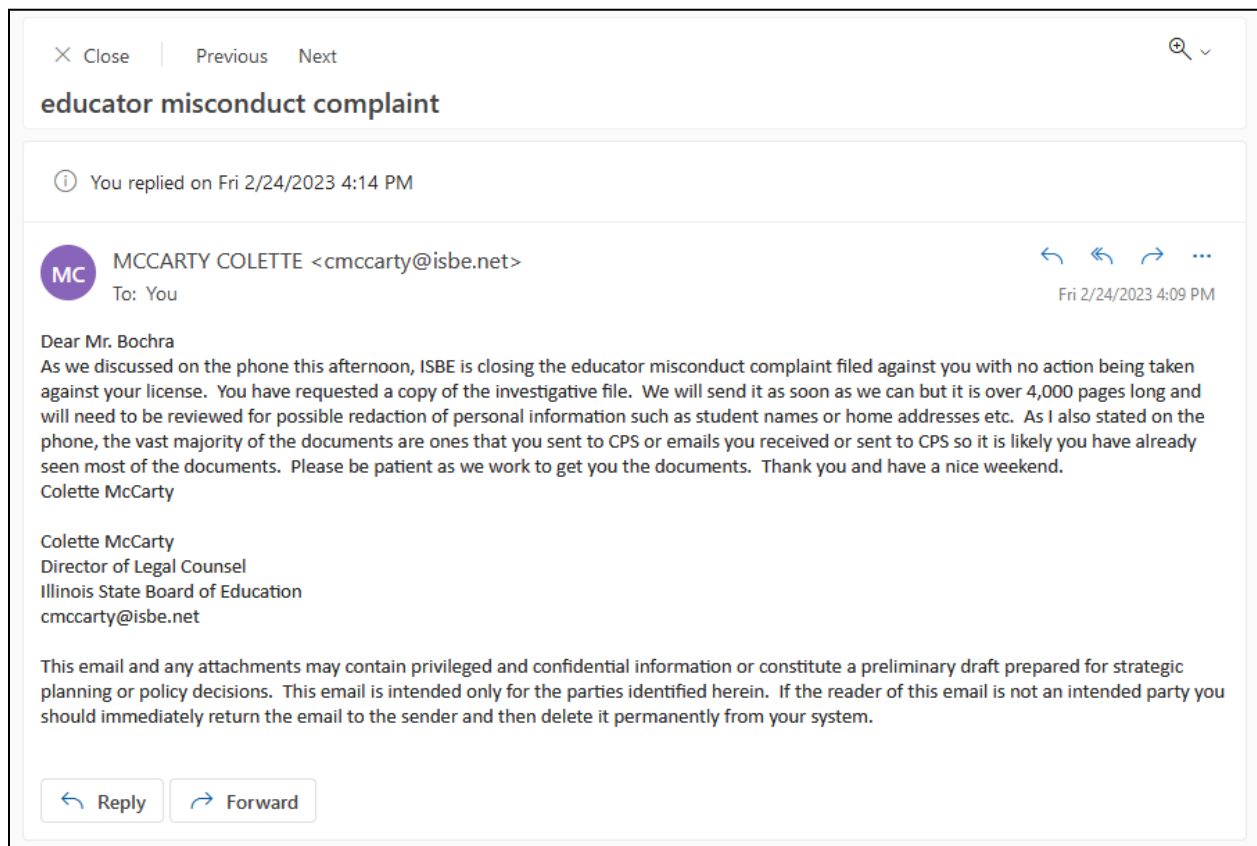 Close Previous Next
educator misconduct complaint
You replied on Fri 2/24/2023 4:14 PM
MC
MCCARTY COLETTE <cmccarty@isbe.net>
To: You
Fri 2/24/2023 4:09 PM
Dear Mr. Bochra
As we discussed on the phone this afternoon, ISBE is closing the educator misconduct complaint filed against you with no action being taken
against your license. You have requested a copy of the investigative file. We will send it as soon as we can but it is over 4,000 pages long and
will need to be reviewed for possible redaction of personal information such as student names or home addresses etc. As I also stated on the
phone, the vast majority of the documents are ones that you sent to CPS or emails you received or sent to CPS so it is likely you have already
seen most of the documents. Please be patient as we work to get you the documents. Thank you and have a nice weekend.
Colette McCarty
Colette McCarty
Director of Legal Counsel
Illinois State Board of Education
cmccarty@isbe.net
This email and any attachments may contain privileged and confidential information or constitute a preliminary draft prepared for strategic
planning or policy decisions. This email is intended only for the parties identified herein. If the reader of this email is not an intended party you
should immediately return the email to the sender and then delete it permanently from your system.
Reply Forward